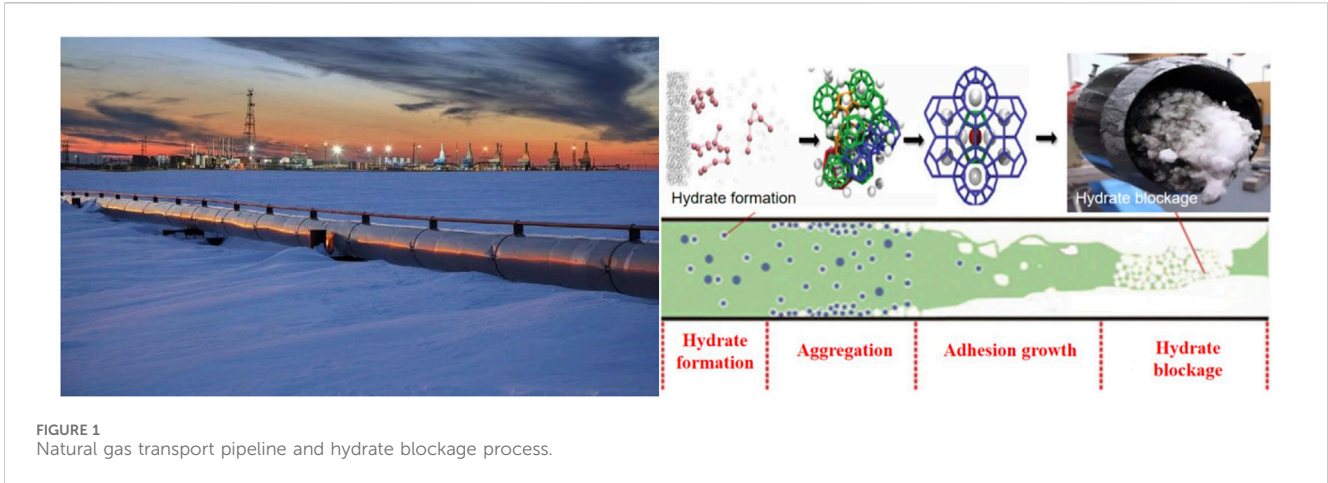 Hydrate formation
Hydrate blockage
Hydrate
formation
Aggregation
Adhesion growth
Hydrate
blockage
FIGURE 1
Natural gas transport pipeline and hydrate blockage process.